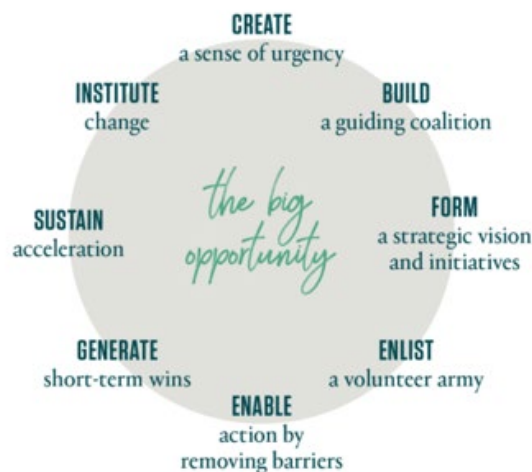 CREATE
a sense of urgency
BUILD
a guiding coalition
FORM
a strategic vision
and initiatives
ENLIST
a volunteer army
ENABLE
action by
removing barriers
GENERATE
short-term wins
SUSTAIN
acceleration
INSTITUTE
change
the big
opportunity